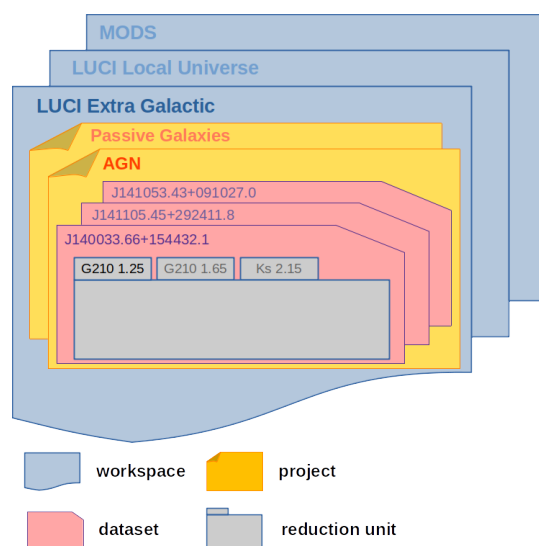 MODS
LUCI Local Universe
LUCI Extra Galactic
Passive Galaxies
AGN
J141053.43+091027.0
J141105.45+292411.8
J140033.66+154432.1
G210 1.25 G210 1.65 Ks 2.15
workspace project
dataset reduction unit